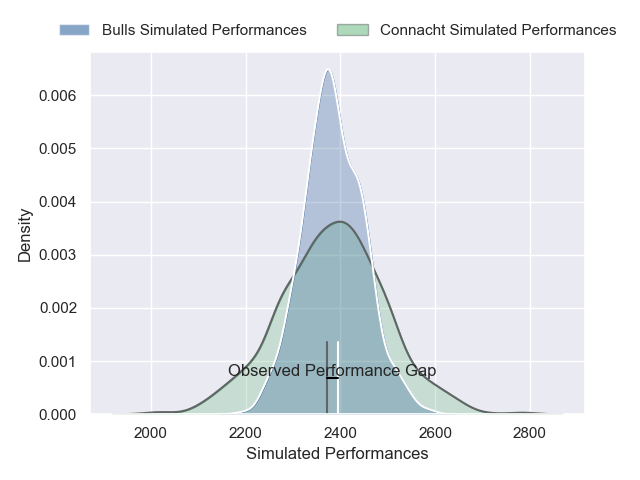 Bulls Simulated Performances
Connacht Simulated Performances
0.006
0.005
0.004
0.003
0.002
0.001
0.000
Density
Observed Performance Gap
2000 2200 2400 2600 2800
Simulated Performances